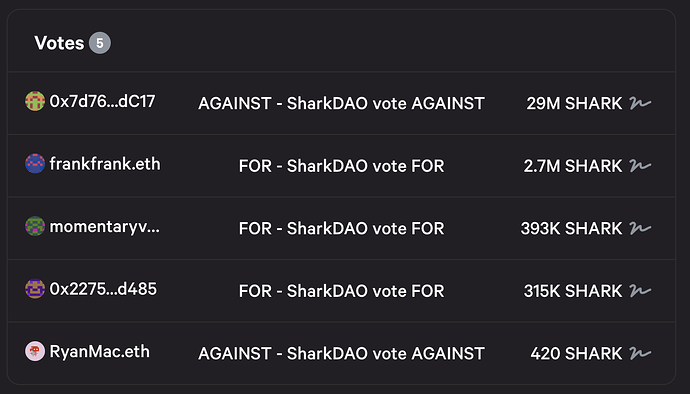 Votes 5
0x7d76...dC17 AGAINST - SharkDAO vote AGAINST 29M SHARK
frankfrank.eth FOR - SharkDAO vote FOR 2.7M SHARK
momentaryv... FOR - SharkDAO vote FOR 393K SHARK
0x2275...d485 FOR - SharkDAO vote FOR 315K SHARK
RyanMac.eth AGAINST - SharkDAO vote AGAINST 420 SHARK